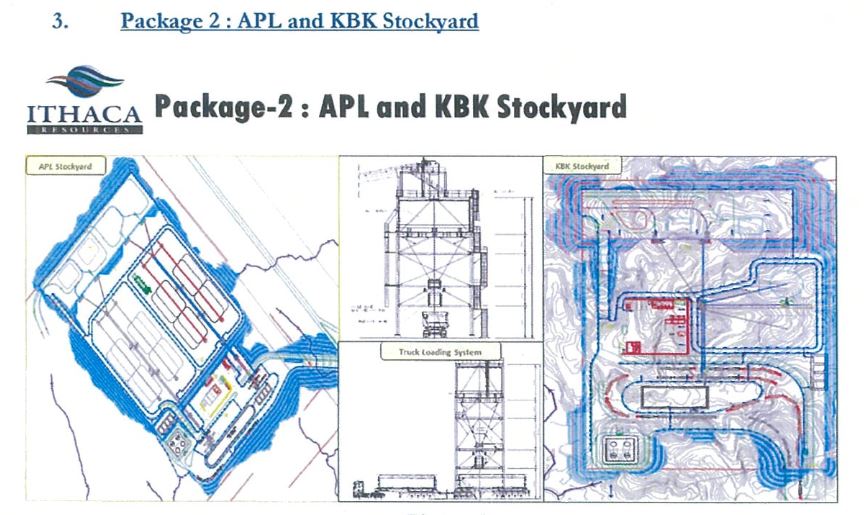 3. Package 2 : APL and KBK Stockyard
ITHACA
RESOURCES
Package-2 : APL and KBK Stockyard
APL Stockyard
KBK Stockyard
Truck Loading System